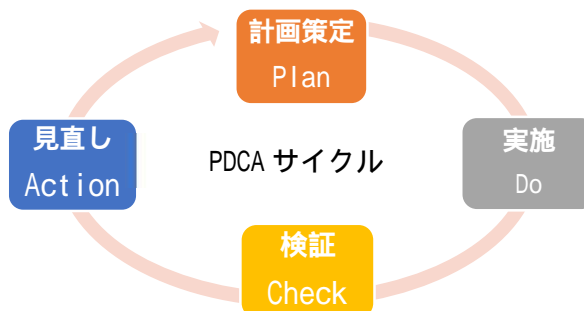 計画策定
Plan
見直し
Action
PDCA サイクル
実施
Do
検証
Check